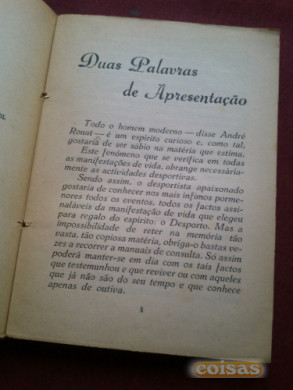 Duas Palavras
de Apresentação
Todo o homem moderno — disse André
Rouat — é um espírito curioso e, como tal,
gostaria de ser sábio na matéria que estima.
Este fenómeno que se verifica em todas
as manifestações de vida, abrange necessària-
mente as actividades desportivas.
Sendo assim, o desportista apaixonado
gostaria de conhecer nos mais ínfimos porme-
nores todos os eventos, todos os factos assi-
naláveis da manifestação de vida que elegeu
para regalo do espírito: o Desporto. Mas a
impossibilidade de reter na memória tão
vasta, tão copiosa matéria, obriga-o bastas ve-
zes a recorrer a manuais de consulta. Só assim
poderá manter-se em dia com os tais factos
que testemunhou e que reviver ou com aqueles
que já não são do seu tempo e que conhece
apenas de outiva.
coisas